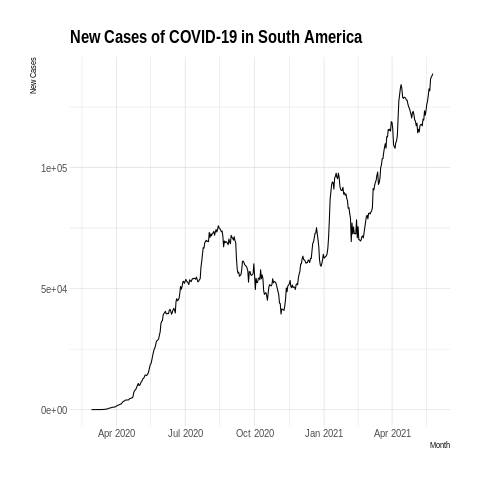 New Cases of COVID-19 in South America
New Cases
1e+05
5e+04
0e+00
Apr 2020 Jul 2020 Oct 2020 Jan 2021 Apr 2021
Month